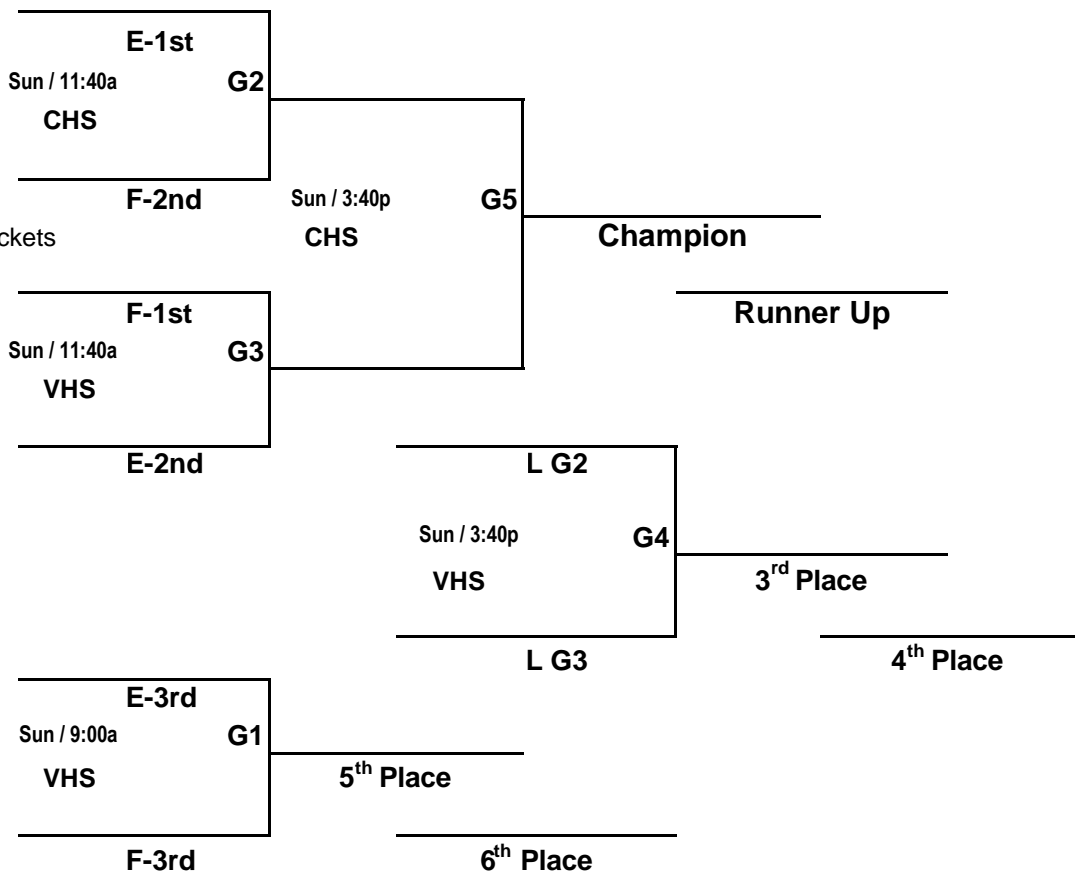 E-1st
Sun / 11:40a G2
CHS
F-2nd Sun / 3:40p G5
ckets CHS Champion
F-1st Runner Up
Sun / 11:40a G3
VHS
E-2nd L G2
Sun / 3:40p G4
VHS 3rd Place
L G3 4th Place
E-3rd
Sun / 9:00a G1
VHS 5th Place
F-3rd 6th Place